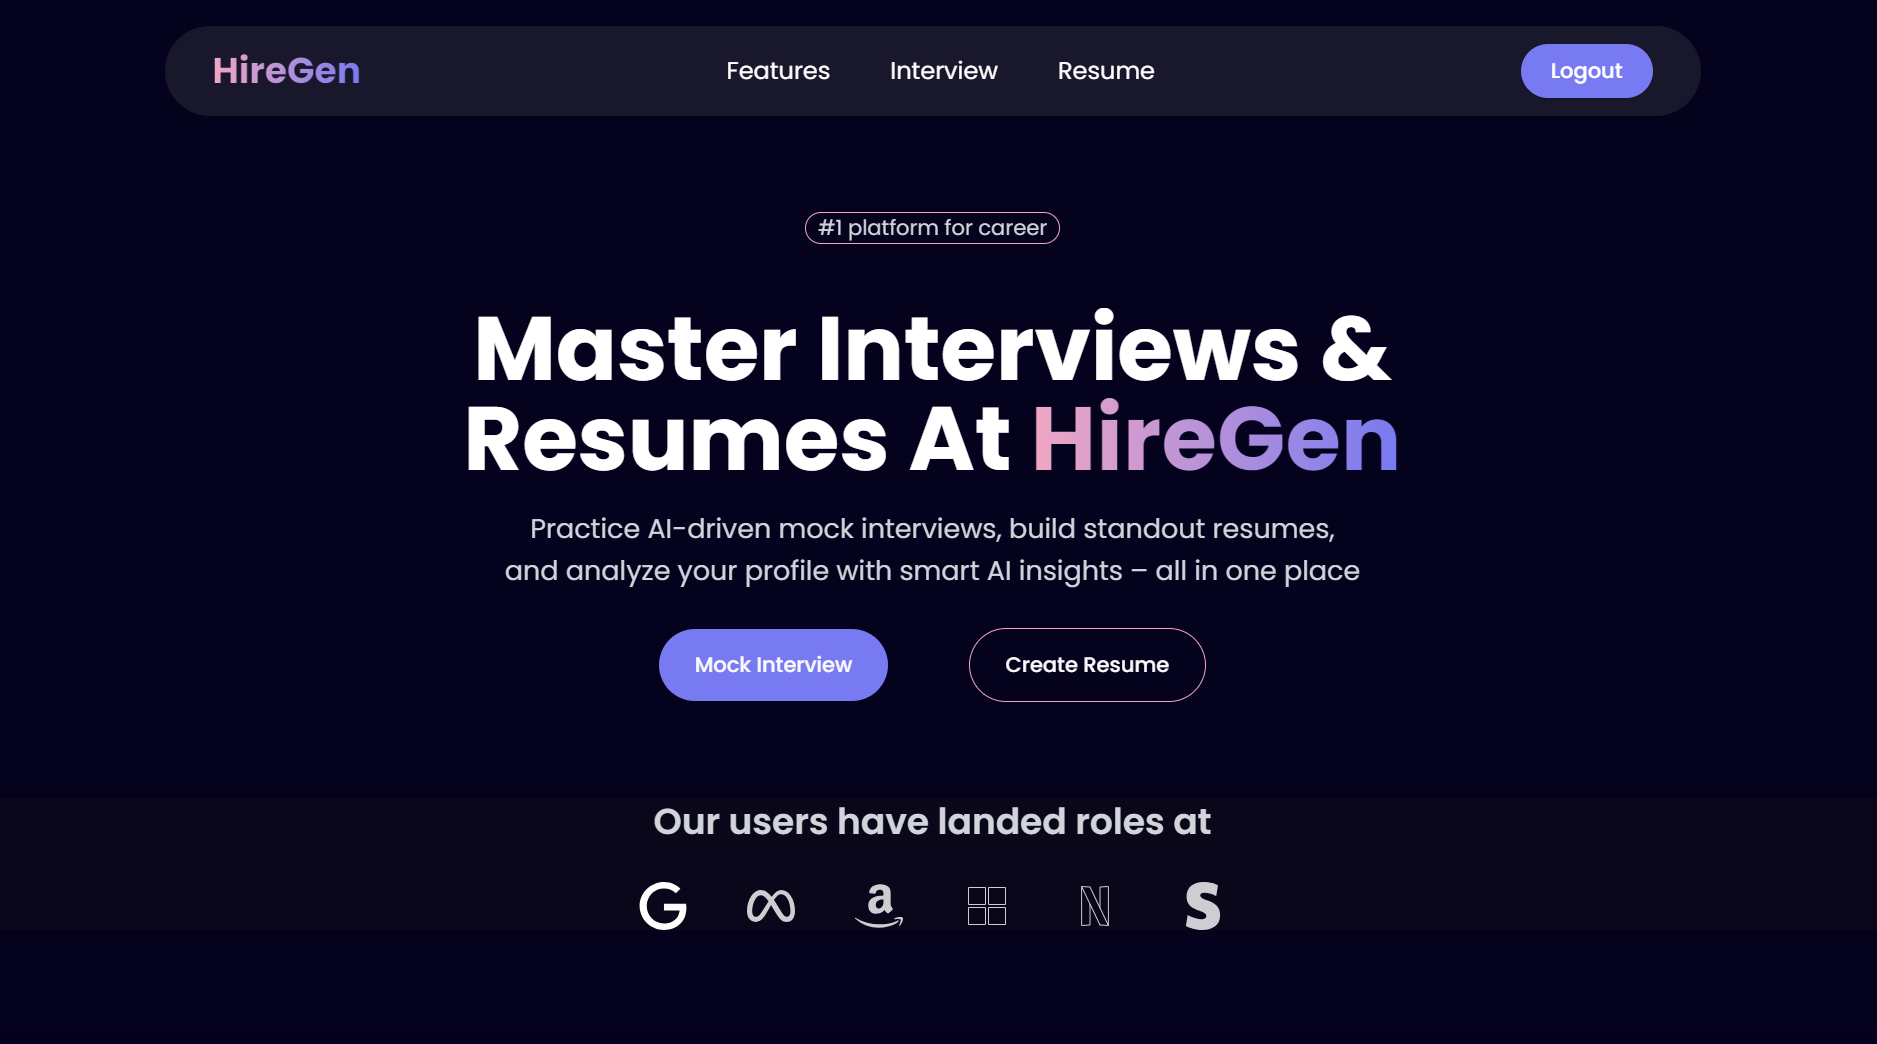 HireGen
Features
Interview
Resume
Logout
#1 platform for career
Master Interviews &
Resumes At HireGen
Practice AI-driven mock interviews, build standout resumes,
and analyze your profile with smart AI insights – all in one place
Mock Interview
Create Resume
Our users have landed roles at